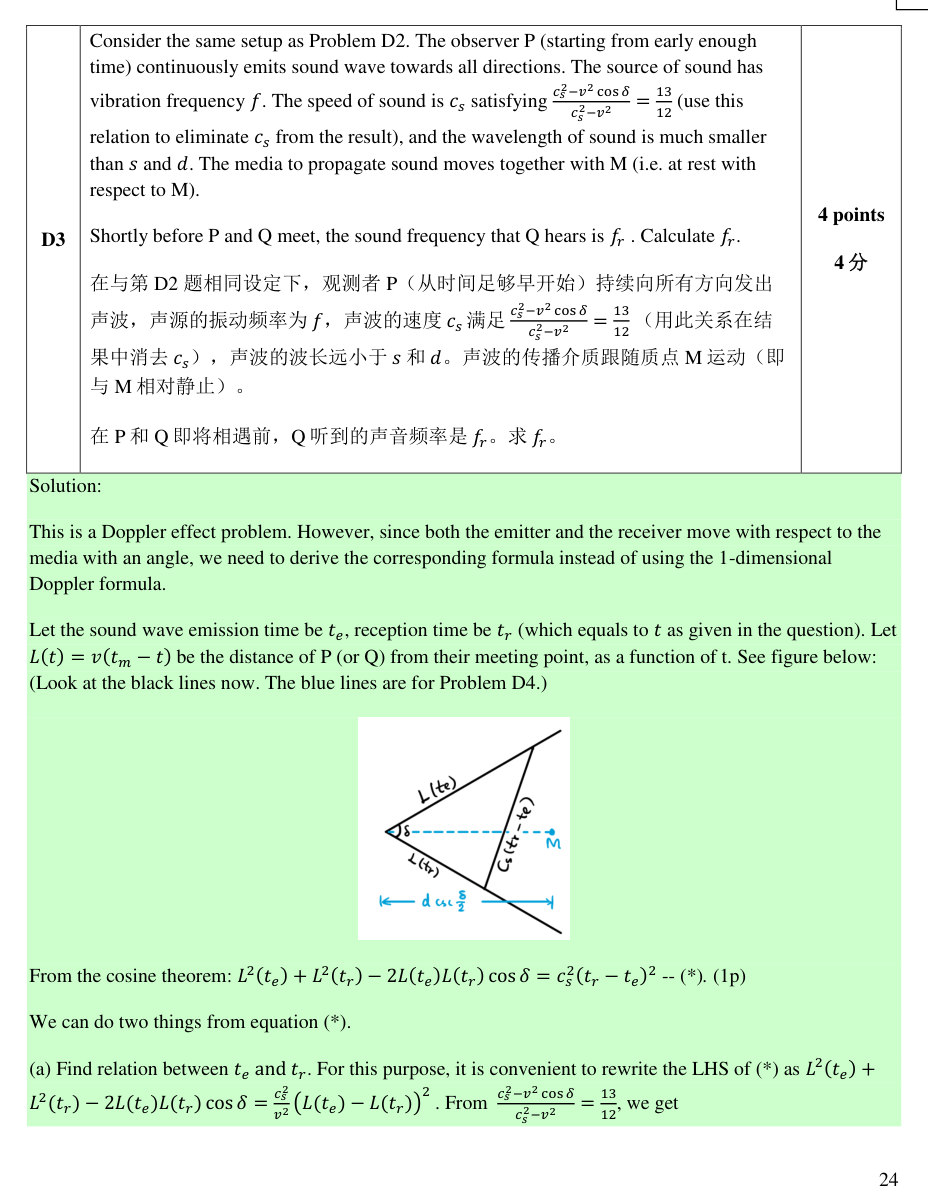 Consider the same setup as Problem D2. The observer P (starting from early enough
time) continuously emits sound wave towards all directions. The source of sound has
vibration frequency f. The speed of sound is c_s satisfying (c_s^2−v^2 cos δ)/(c_s^2−v^2) = 13/12 (use this
relation to eliminate c_s from the result), and the wavelength of sound is much smaller
than s and d. The media to propagate sound moves together with M (i.e. at rest with
respect to M).
D3
Shortly before P and Q meet, the sound frequency that Q hears is f_r . Calculate f_r.
在与第 D2 题相同设定下，观测者 P（从时间足够早开始）持续向所有方向发出
声波，声源的振动频率为 f，声波的速度 c_s 满足 (c_s^2−v^2 cos δ)/(c_s^2−v^2) = 13/12 （用此关系在结
果中消去 c_s），声波的波长远小于 s 和 d。声波的传播介质跟随质点 M 运动（即
与 M 相对静止）。
在 P 和 Q 即将相遇前，Q 听到的声音频率是 f_r。求 f_r。
4 points
4 分
Solution:
This is a Doppler effect problem. However, since both the emitter and the receiver move with respect to the
media with an angle, we need to derive the corresponding formula instead of using the 1-dimensional
Doppler formula.
Let the sound wave emission time be t_e, reception time be t_r (which equals to t as given in the question). Let
L(t) = v(t_m − t) be the distance of P (or Q) from their meeting point, as a function of t. See figure below:
(Look at the black lines now. The blue lines are for Problem D4.)
L(te)
δ
L(tr)
Cs(tr-te)
M
d csc δ/2
From the cosine theorem: L^2(t_e) + L^2(t_r) − 2L(t_e)L(t_r) cos δ = c_s^2(t_r − t_e)^2 -- (*). (1p)
We can do two things from equation (*).
(a) Find relation between t_e and t_r. For this purpose, it is convenient to rewrite the LHS of (*) as L^2(t_e) +
L^2(t_r) − 2L(t_e)L(t_r) cos δ = c_s^2/v^2 (L(t_e) − L(t_r))^2 . From (c_s^2−v^2 cos δ)/(c_s^2−v^2) = 13/12, we get
24